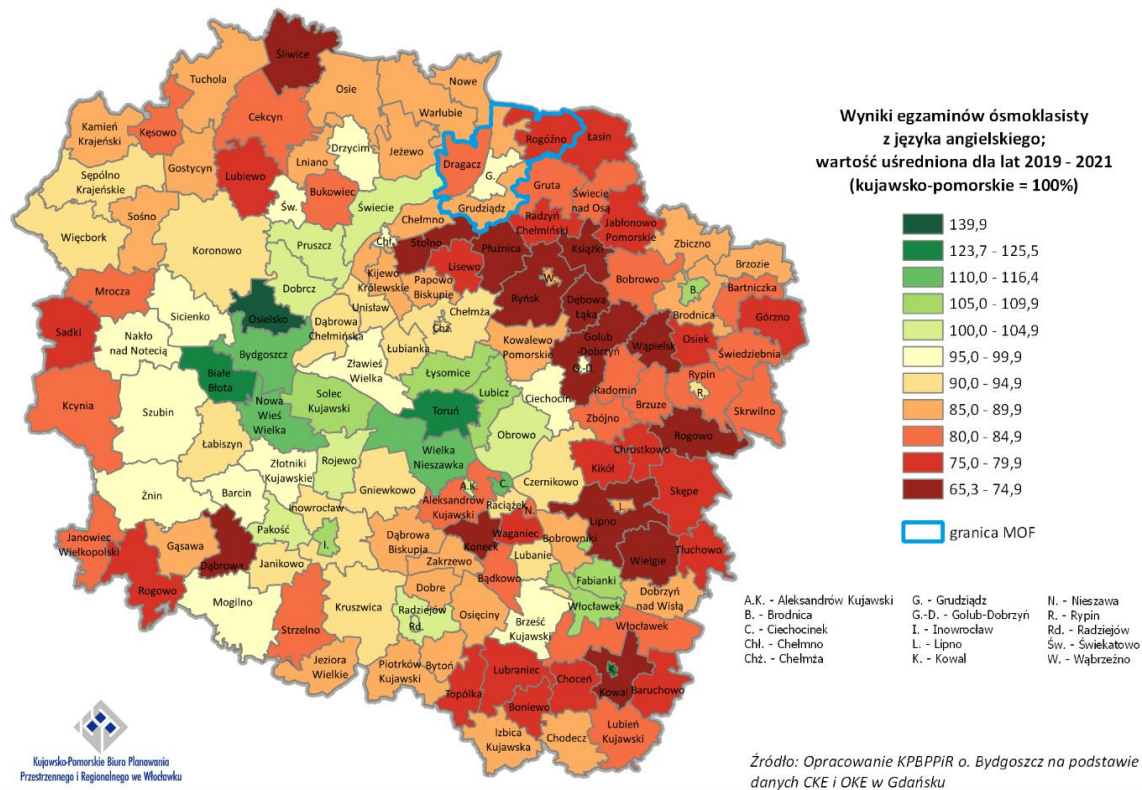 Wyniki egzaminów ósmoklasisty
z języka angielskiego;
wartość uśredniona dla lat 2019 - 2021
(kujawsko-pomorskie = 100%)
139,9
123,7 - 125,5
110,0 - 116,4
105,0 - 109,9
100,0 - 104,9
95,0 - 99,9
90,0 - 94,9
85,0 - 89,9
80,0 - 84,9
75,0 - 79,9
65,3 - 74,9
granica MOF
A.K. - Aleksandrów Kujawski
B. - Brodnica
C. - Ciechocinek
Chł. - Chełmno
Chż. - Chełmża
G. - Grudziądz
G.-D. - Golub-Dobrzyń
I. - Inowrocław
L. - Lipno
K. - Kowal
N. - Nieszawa
R. - Rypin
Rd. - Radziejów
Św. - Świekatowo
W. - Wąbrzeźno
Śliwice
Tuchola
Osie
Nowe
Warlubie
Cekcyn
Kęsowo
Kamień
Krajeński
Gostycyn
Lubiewo
Lniano
Drzycim
Jeżewo
Dragacz
G.
Grudziądz
Rogóźno
Łasin
Sępólno
Krajeńskie
Sośno
Więcbork
Św.
Bukowiec
Świecie
Gruta
Świecie
nad Osą
Radzyń
Chełmiński
Jabłonowo
Pomorskie
Książki
Koronowo
Pruszcz
Chełmno
Chł.
Stolno
Płużnica
Lisewo
Zbiczno
Brzozie
Bobrowo
B.
Brodnica
Bartniczka
Górzno
Mrocza
Dobrcz
Kijewo
Królewskie
Papowo
Biskupie
Unisław
W.
Ryńsk
Dębowa
Łąka
Sadki
Sicienko
Osielsko
Dąbrowa
Chełmińska
Chełmża
Chż.
Nakło
nad Notecią
Bydgoszcz
Łubianka
Kowalewo
Pomorskie
Golub
-Dobrzyń
G.-D.
Wąpielsk
Osiek
Świedziebnia
Zławieś
Wielka
Łysomice
Białe
Błota
Kcynia
Szubin
Nowa
Wieś
Wielka
Solec
Kujawski
Toruń
Lubicz
Ciechocin
Radomin
Rypin
R.
Zbójno
Brzuze
Skrwilno
Obrowo
Łabiszyn
Wielka
Nieszawka
Rogowo
Chrostkowo
Kikół
Rojewo
Złotniki
Kujawskie
Gniewkowo
Czernikowo
Skępe
Żnin
Barcin
Inowrocław
A.K.
C.
Aleksandrów
Kujawski
Raciążek
N.
L.
Lipno
Pakość
I.
Dąbrowa
Biskupia
Koneck
Waganiec
Bobrowniki
Wielgie
Tłuchowo
Janowiec
Wielkopolski
Gąsawa
Dąbrowa
Janikowo
Zakrzewo
Lubanie
Rogowo
Mogilno
Strzelno
Kruszwica
Dobre
Bądkowo
Fabianki
Włocławek
Dobrzyń
nad Wisłą
Radziejów
Rd.
Osięciny
Brześć
Kujawski
Włocławek
Jeziora
Wielkie
Piotrków
Kujawski
Bytoń
Topólka
Lubraniec
Boniewo
Choceń
K.
Kowal
Baruchowo
Izbica
Kujawska
Chodecz
Lubień
Kujawski
Kujawsko-Pomorskie Biuro Planowania
Przestrzennego i Regionalnego we Włocławku
Źródło: Opracowanie KPBPPiR o. Bydgoszcz na podstawie
danych CKE i OKE w Gdańsku